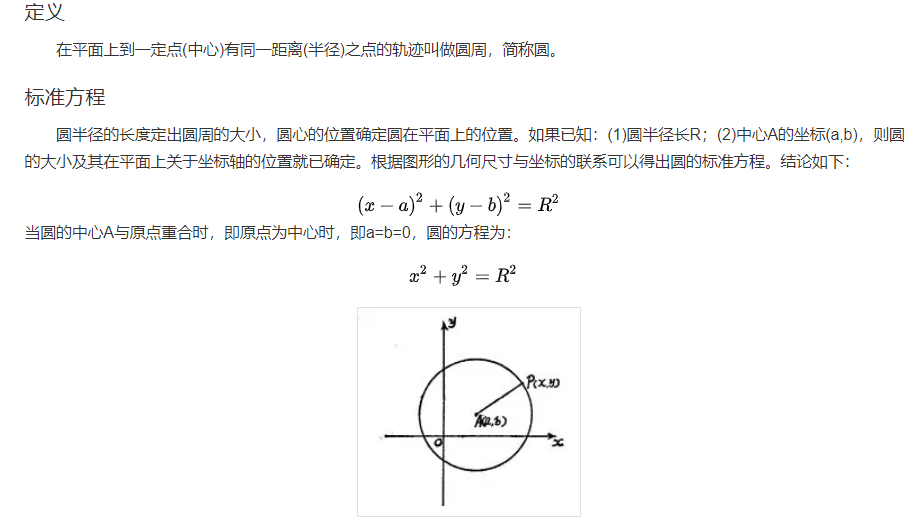 定义
在平面上到一定点(中心)有同一距离(半径)之点的轨迹叫做圆周，简称圆。
标准方程
圆半径的长度定出圆周的大小，圆心的位置确定圆在平面上的位置。如果已知：(1)圆半径长R；(2)中心A的坐标(a,b)，则圆
的大小及其在平面上关于坐标轴的位置就已确定。根据图形的几何尺寸与坐标的联系可以得出圆的标准方程。结论如下：
(x − a)² + (y − b)² = R²
当圆的中心A与原点重合时，即原点为中心时，即a=b=0，圆的方程为：
x² + y² = R²
y
P(x,y)
A(a,b)
O
x